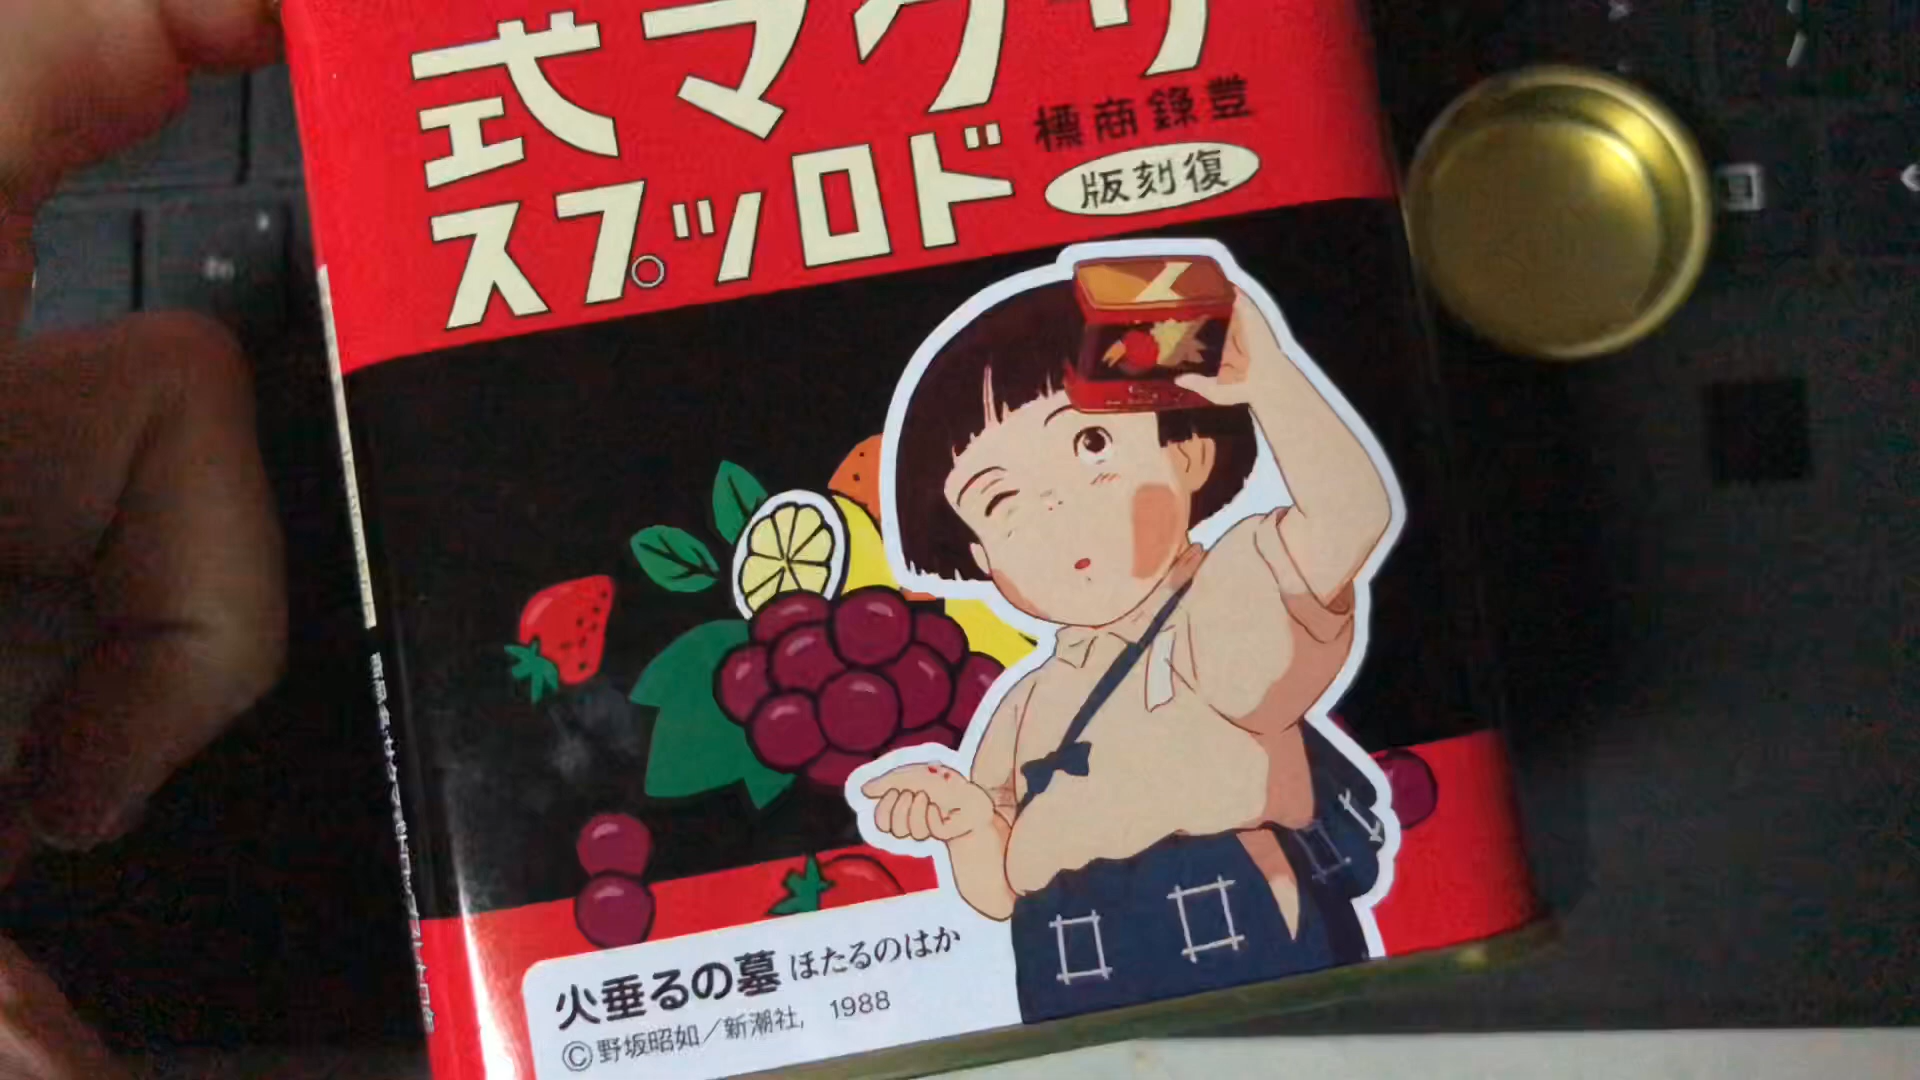 サクマ式
登録商標
ドロップス
復刻版
火垂るの墓 ほたるのはか
©野坂昭如／新潮社, 1988